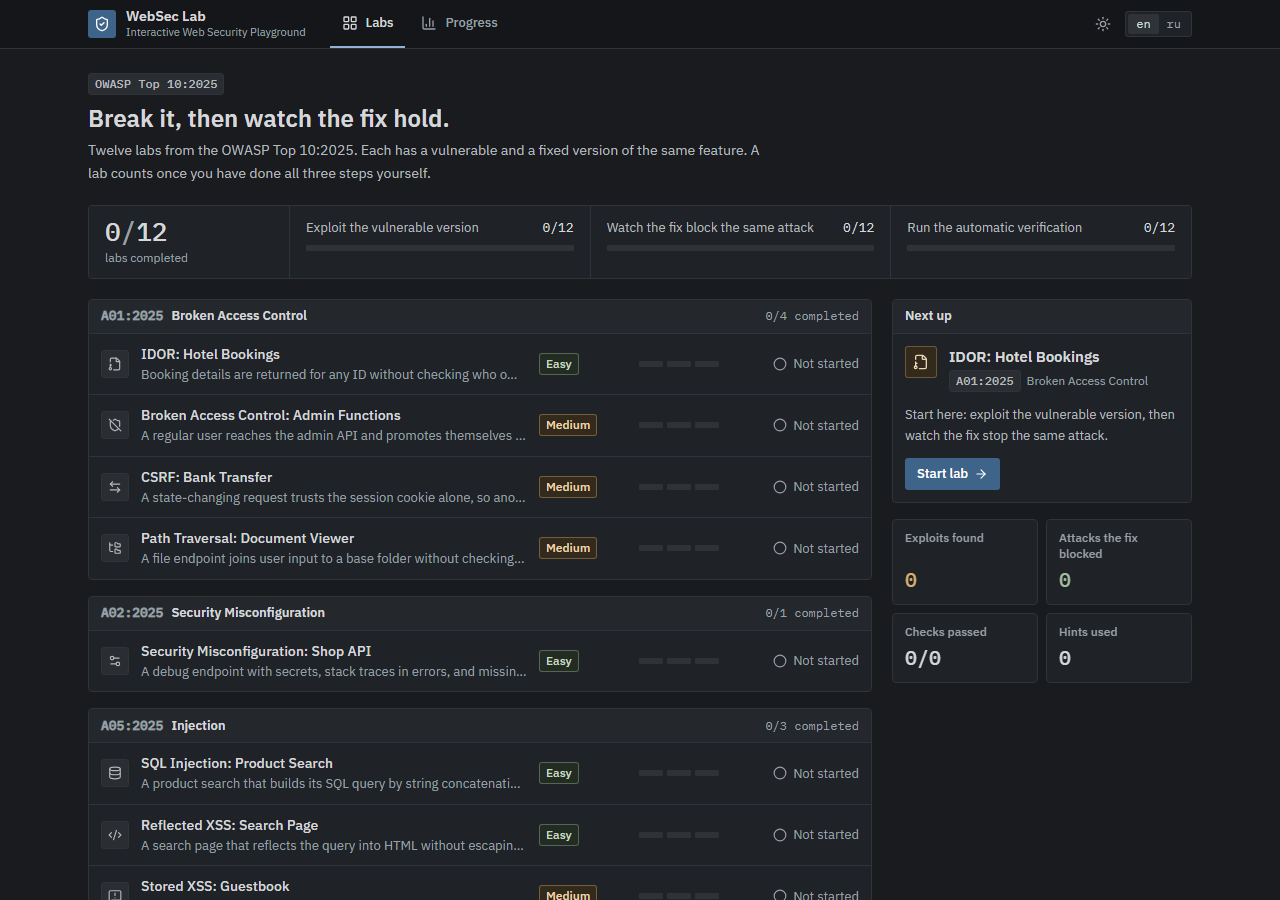 WebSec Lab
Interactive Web Security Playground
Labs
Progress
en
ru
OWASP Top 10:2025
Break it, then watch the fix hold.
Twelve labs from the OWASP Top 10:2025. Each has a vulnerable and a fixed version of the same feature. A
lab counts once you have done all three steps yourself.
0/12
labs completed
Exploit the vulnerable version 0/12
Watch the fix block the same attack 0/12
Run the automatic verification 0/12
A01:2025 Broken Access Control 0/4 completed
IDOR: Hotel Bookings
Booking details are returned for any ID without checking who o...
Easy
Not started
Broken Access Control: Admin Functions
A regular user reaches the admin API and promotes themselves ...
Medium
Not started
CSRF: Bank Transfer
A state-changing request trusts the session cookie alone, so ano...
Medium
Not started
Path Traversal: Document Viewer
A file endpoint joins user input to a base folder without checking...
Medium
Not started
A02:2025 Security Misconfiguration 0/1 completed
Security Misconfiguration: Shop API
A debug endpoint with secrets, stack traces in errors, and missin...
Easy
Not started
A05:2025 Injection 0/3 completed
SQL Injection: Product Search
A product search that builds its SQL query by string concatenati...
Easy
Not started
Reflected XSS: Search Page
A search page that reflects the query into HTML without escapin...
Easy
Not started
Stored XSS: Guestbook
Medium
Not started
Next up
IDOR: Hotel Bookings
A01:2025 Broken Access Control
Start here: exploit the vulnerable version, then
watch the fix stop the same attack.
Start lab →
Exploits found
0
Attacks the fix
blocked
0
Checks passed
0/0
Hints used
0